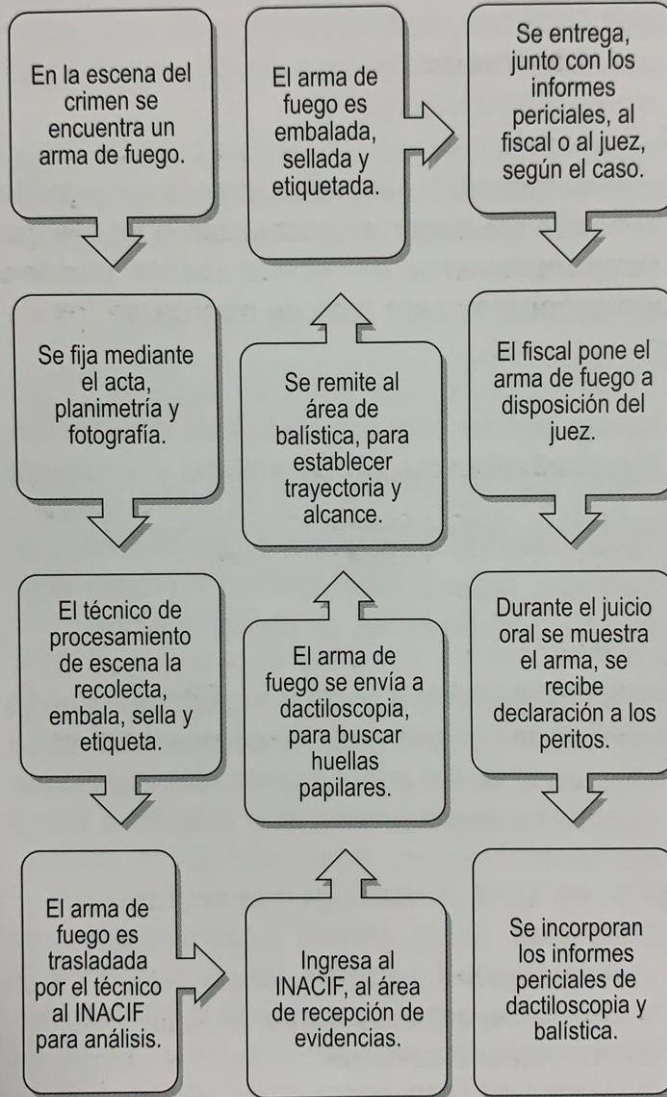 En la escena del
crimen se
encuentra un
arma de fuego.
Se fija mediante
el acta,
planimetría y
fotografía.
El técnico de
procesamiento
de escena la
recolecta,
embala, sella y
etiqueta.
El arma de
fuego es
trasladada
por el técnico
al INACIF
para análisis.
Ingresa al
INACIF, al área
de recepción de
evidencias.
El arma de
fuego se envía a
dactiloscopia,
para buscar
huellas
papilares.
Se remite al
área de
balística, para
establecer
trayectoria y
alcance.
El arma de
fuego es
embalada,
sellada y
etiquetada.
Se entrega,
junto con los
informes
periciales, al
fiscal o al juez,
según el caso.
El fiscal pone el
arma de fuego a
disposición del
juez.
Durante el juicio
oral se muestra
el arma, se
recibe
declaración a los
peritos.
Se incorporan
los informes
periciales de
dactiloscopia y
balística.